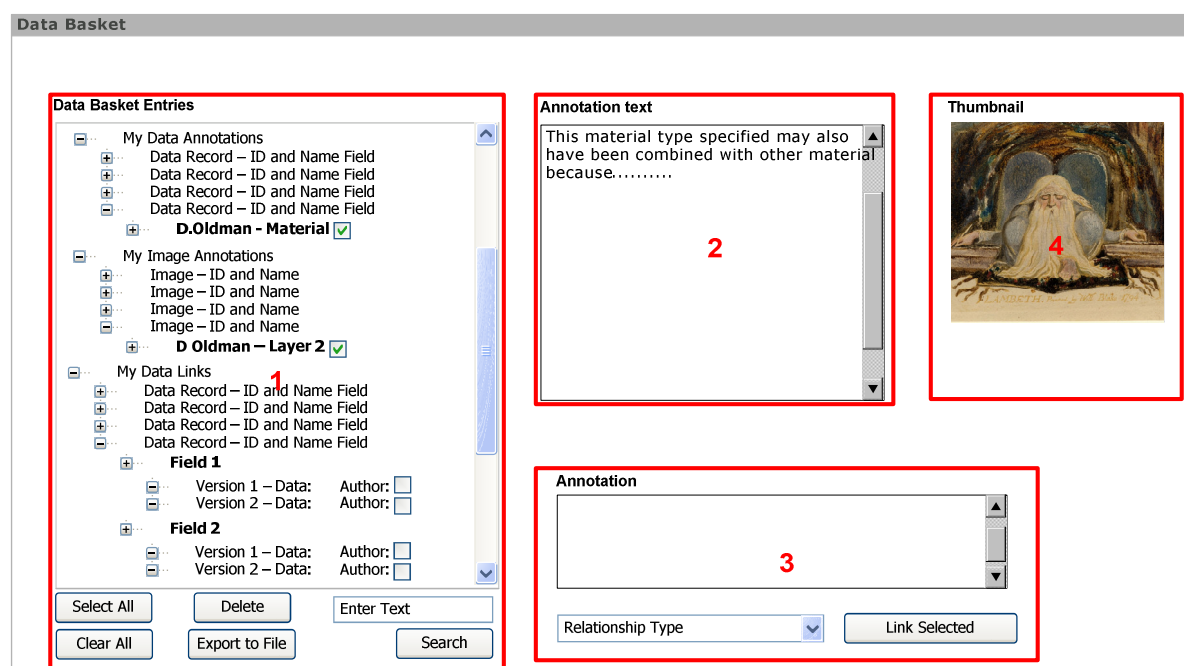 Data Basket
Data Basket Entries
My Data Annotations
Data Record – ID and Name Field
Data Record – ID and Name Field
Data Record – ID and Name Field
Data Record – ID and Name Field
D.Oldman - Material
My Image Annotations
Image – ID and Name
Image – ID and Name
Image – ID and Name
Image – ID and Name
D Oldman – Layer 2
1
My Data Links
Data Record – ID and Name Field
Data Record – ID and Name Field
Data Record – ID and Name Field
Data Record – ID and Name Field
Field 1
Version 1 – Data: Author:
Version 2 – Data: Author:
Field 2
Version 1 – Data: Author:
Version 2 – Data: Author:
Select All Delete Enter Text
Clear All Export to File Search
Annotation text
This material type specified may also
have been combined with other material
because..........
2
Thumbnail
4
LAMBETH
Annotation
3
Relationship Type Link Selected